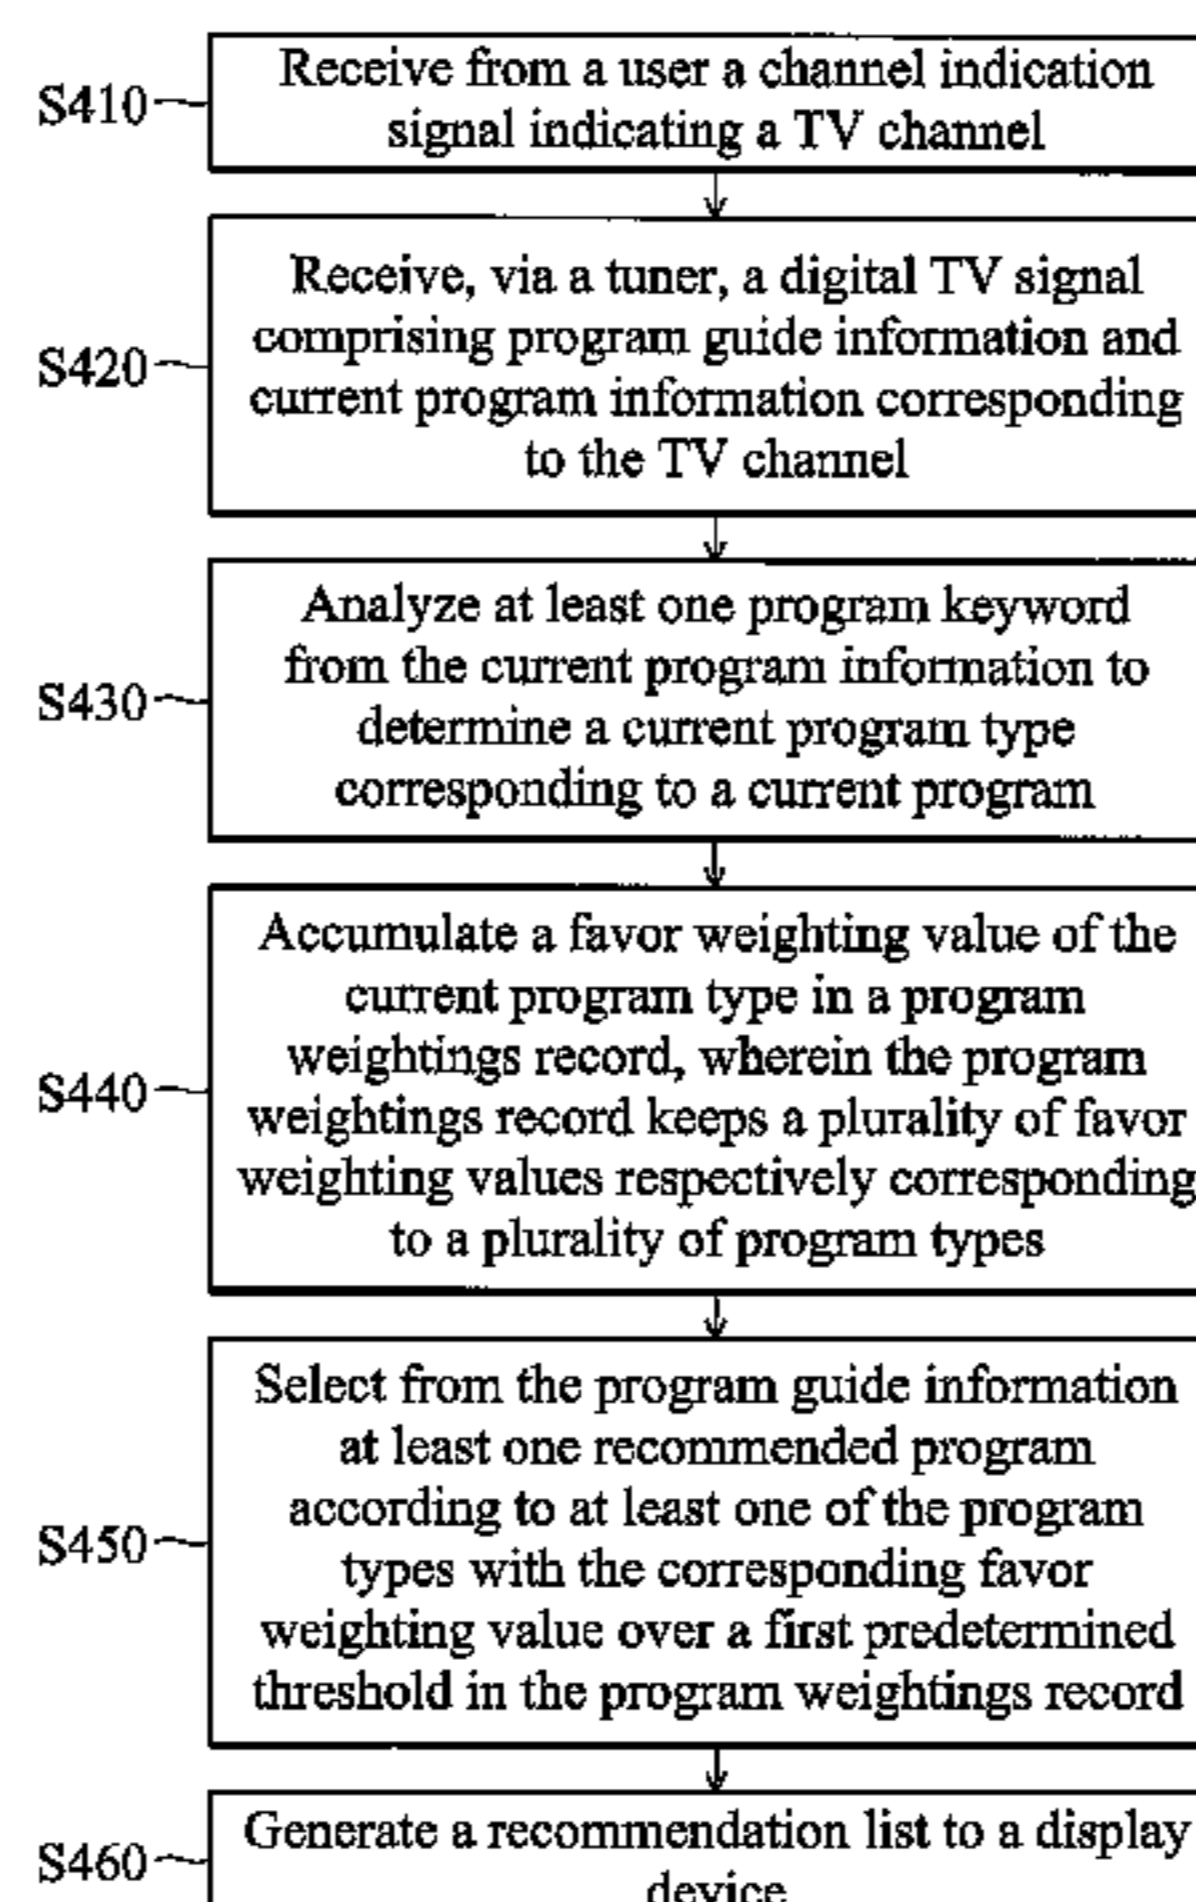 S410
Receive from a user a channel indication
signal indicating a TV channel
S420
Receive, via a tuner, a digital TV signal
comprising program guide information and
current program information corresponding
to the TV channel
S430
Analyze at least one program keyword
from the current program information to
determine a current program type
corresponding to a current program
S440
Accumulate a favor weighting value of the
current program type in a program
weightings record, wherein the program
weightings record keeps a plurality of favor
weighting values respectively corresponding
to a plurality of program types
S450
Select from the program guide information
at least one recommended program
according to at least one of the program
types with the corresponding favor
weighting value over a first predetermined
threshold in the program weightings record
S460
Generate a recommendation list to a display
device